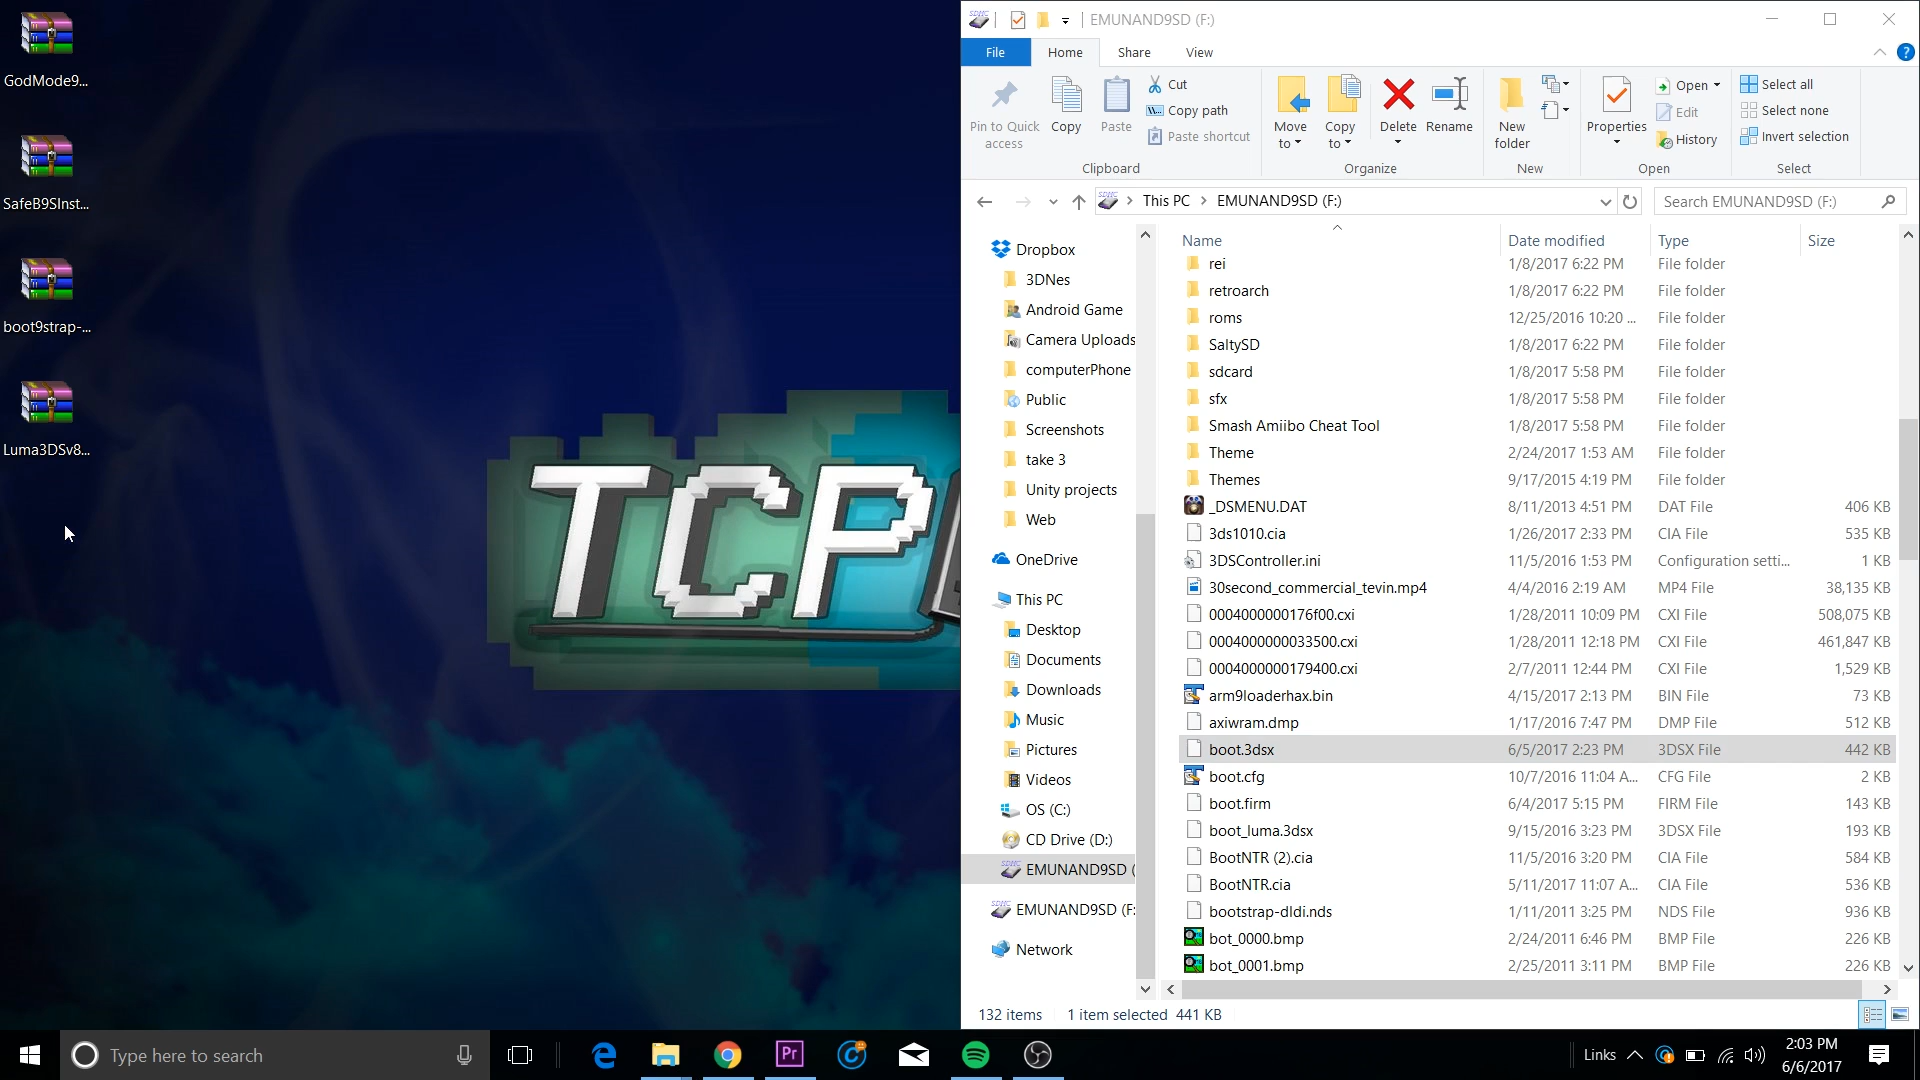 GodMode9...
SafeB9SInst...
boot9strap-...
Luma3DSv8...
TCP
EMUNAND9SD (F:)
File
Home
Share
View
Pin to Quick access
Copy
Paste
Cut
Copy path
Paste shortcut
Clipboard
Move to
Copy to
Delete
Rename
Organize
New folder
New
Properties
Open
Edit
History
Open
Select all
Select none
Invert selection
Select
This PC
EMUNAND9SD (F:)
Search EMUNAND9SD (F:)
Dropbox
3DNes
Android Game
Camera Uploads
computerPhone
Public
Screenshots
take 3
Unity projects
Web
OneDrive
This PC
Desktop
Documents
Downloads
Music
Pictures
Videos
OS (C:)
CD Drive (D:)
EMUNAND9SD (
EMUNAND9SD (F:
Network
Name Date modified Type Size
rei 1/8/2017 6:22 PM File folder
retroarch 1/8/2017 6:22 PM File folder
roms 12/25/2016 10:20 ... File folder
SaltySD 1/8/2017 6:22 PM File folder
sdcard 1/8/2017 5:58 PM File folder
sfx 1/8/2017 5:58 PM File folder
Smash Amiibo Cheat Tool 1/8/2017 5:58 PM File folder
Theme 2/24/2017 1:53 AM File folder
Themes 9/17/2015 4:19 PM File folder
_DSMENU.DAT 8/11/2013 4:51 PM DAT File 406 KB
3ds1010.cia 1/26/2017 2:33 PM CIA File 535 KB
3DSController.ini 11/5/2016 1:53 PM Configuration setti... 1 KB
30second_commercial_tevin.mp4 4/4/2016 2:19 AM MP4 File 38,135 KB
0004000000176f00.cxi 1/28/2011 10:09 PM CXI File 508,075 KB
0004000000033500.cxi 1/28/2011 12:18 PM CXI File 461,847 KB
0004000000179400.cxi 2/7/2011 12:44 PM CXI File 1,529 KB
arm9loaderhax.bin 4/15/2017 2:13 PM BIN File 73 KB
axiwram.dmp 1/17/2016 7:47 PM DMP File 512 KB
boot.3dsx 6/5/2017 2:23 PM 3DSX File 442 KB
boot.cfg 10/7/2016 11:04 A... CFG File 2 KB
boot.firm 6/4/2017 5:15 PM FIRM File 143 KB
boot_luma.3dsx 9/15/2016 3:23 PM 3DSX File 193 KB
BootNTR (2).cia 11/5/2016 3:20 PM CIA File 584 KB
BootNTR.cia 5/11/2017 11:07 A... CIA File 536 KB
bootstrap-dldi.nds 1/11/2011 3:25 PM NDS File 936 KB
bot_0000.bmp 2/24/2011 6:46 PM BMP File 226 KB
bot_0001.bmp 2/25/2011 3:11 PM BMP File 226 KB
132 items 1 item selected 441 KB
Type here to search
Pr
Links
2:03 PM
6/6/2017